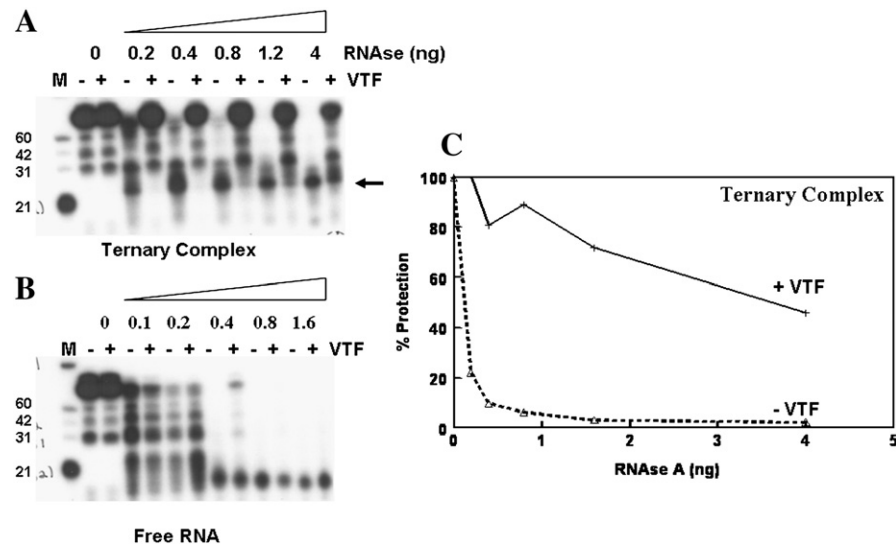 A
0 0.2 0.4 0.8 1.2 4 RNAse (ng)
M - + - + - + - + - + - + VTF
60
42
31
21
Ternary Complex
B
0 0.1 0.2 0.4 0.8 1.6
M - + - + - + - + - + - + VTF
60
42
31
21
Free RNA
C
Ternary Complex
100
80
60
40
20
0
% Protection
+ VTF
- VTF
0 1 2 3 4 5
RNAse A (ng)